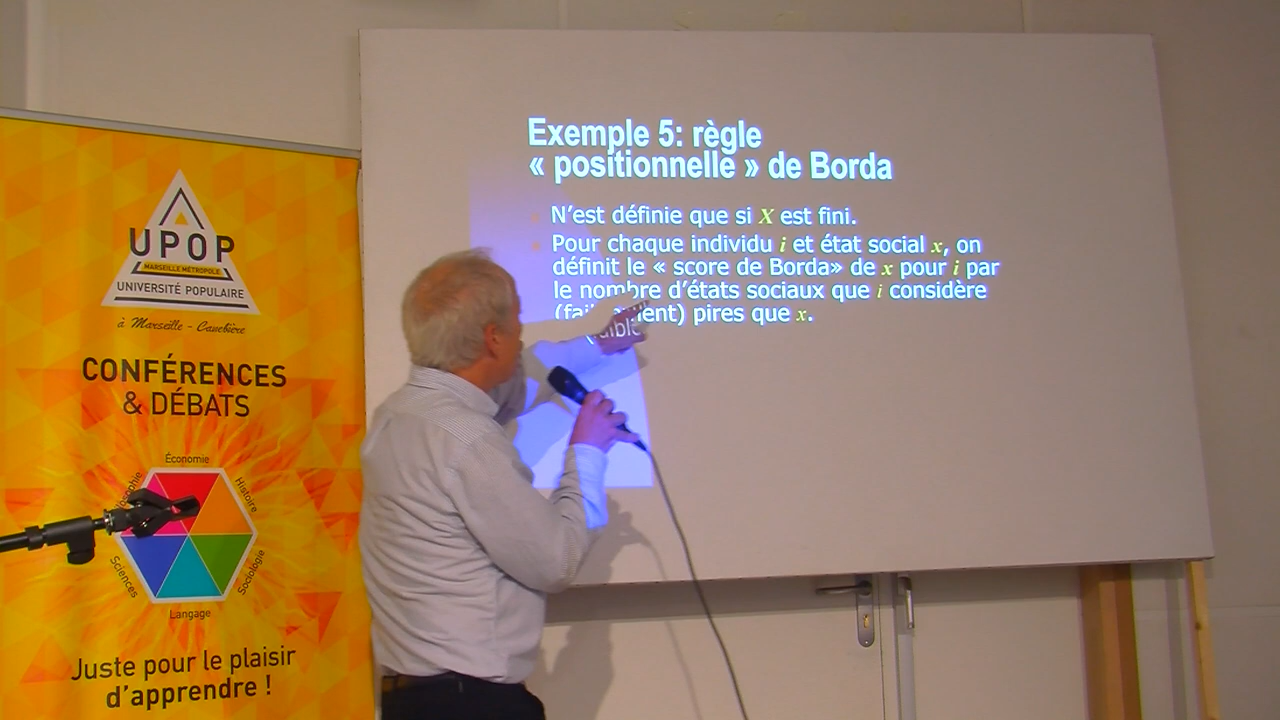 Exemple 5: règle
« positionnelle » de Borda
N'est définie que si X est fini.
Pour chaque individu i et état social x, on
définit le « score de Borda» de x pour i par
le nombre d'états sociaux que i considère
pires que x.
UPOP
MARSEILLE MÉTROPOLE
UNIVERSITÉ POPULAIRE
à Marseille - Canebière
CONFÉRENCES
& DÉBATS
Économie
Histoire
Sociologie
Langage
Sciences
Juste pour le plaisir
d'apprendre !